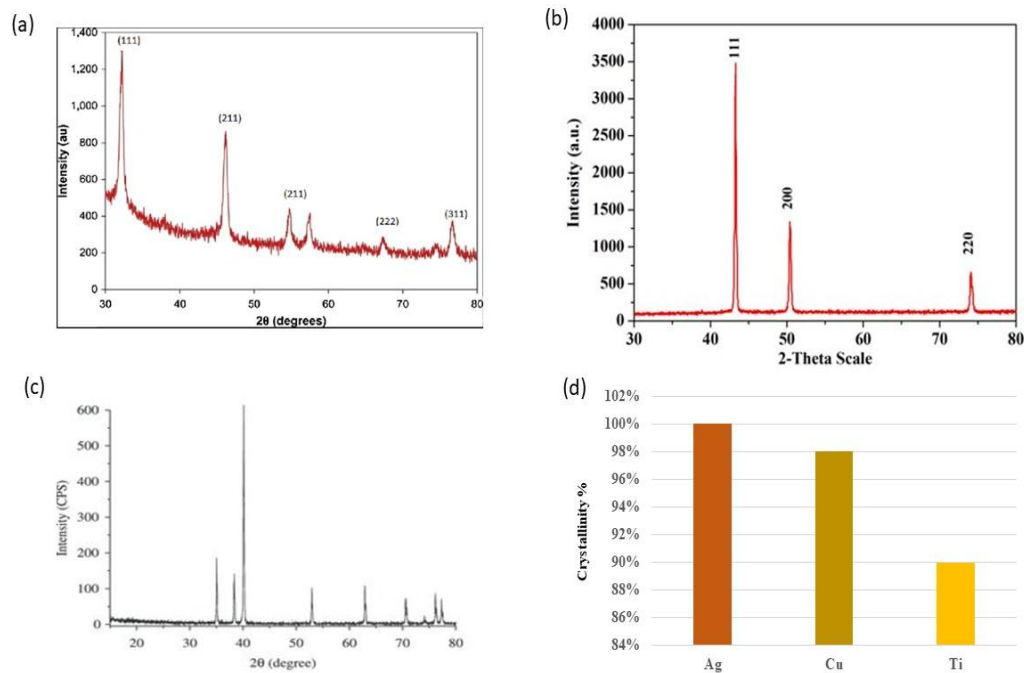 (a)
1,400
1,200
1,000
800
600
400
200
0
Intensity (au)
(111)
(211)
(211)
(222)
(311)
30 40 50 60 70 80
2θ (degrees)
(b)
4000
3500
3000
2500
2000
1500
1000
500
0
Intensity (a.u.)
111
200
220
30 40 50 60 70 80
2-Theta Scale
(c)
600
500
400
300
200
100
0
Intensity (CPS)
20 30 40 50 60 70 80
2θ (degree)
(d)
102%
100%
98%
96%
94%
92%
90%
88%
86%
84%
Crystallinity %
Ag Cu Ti